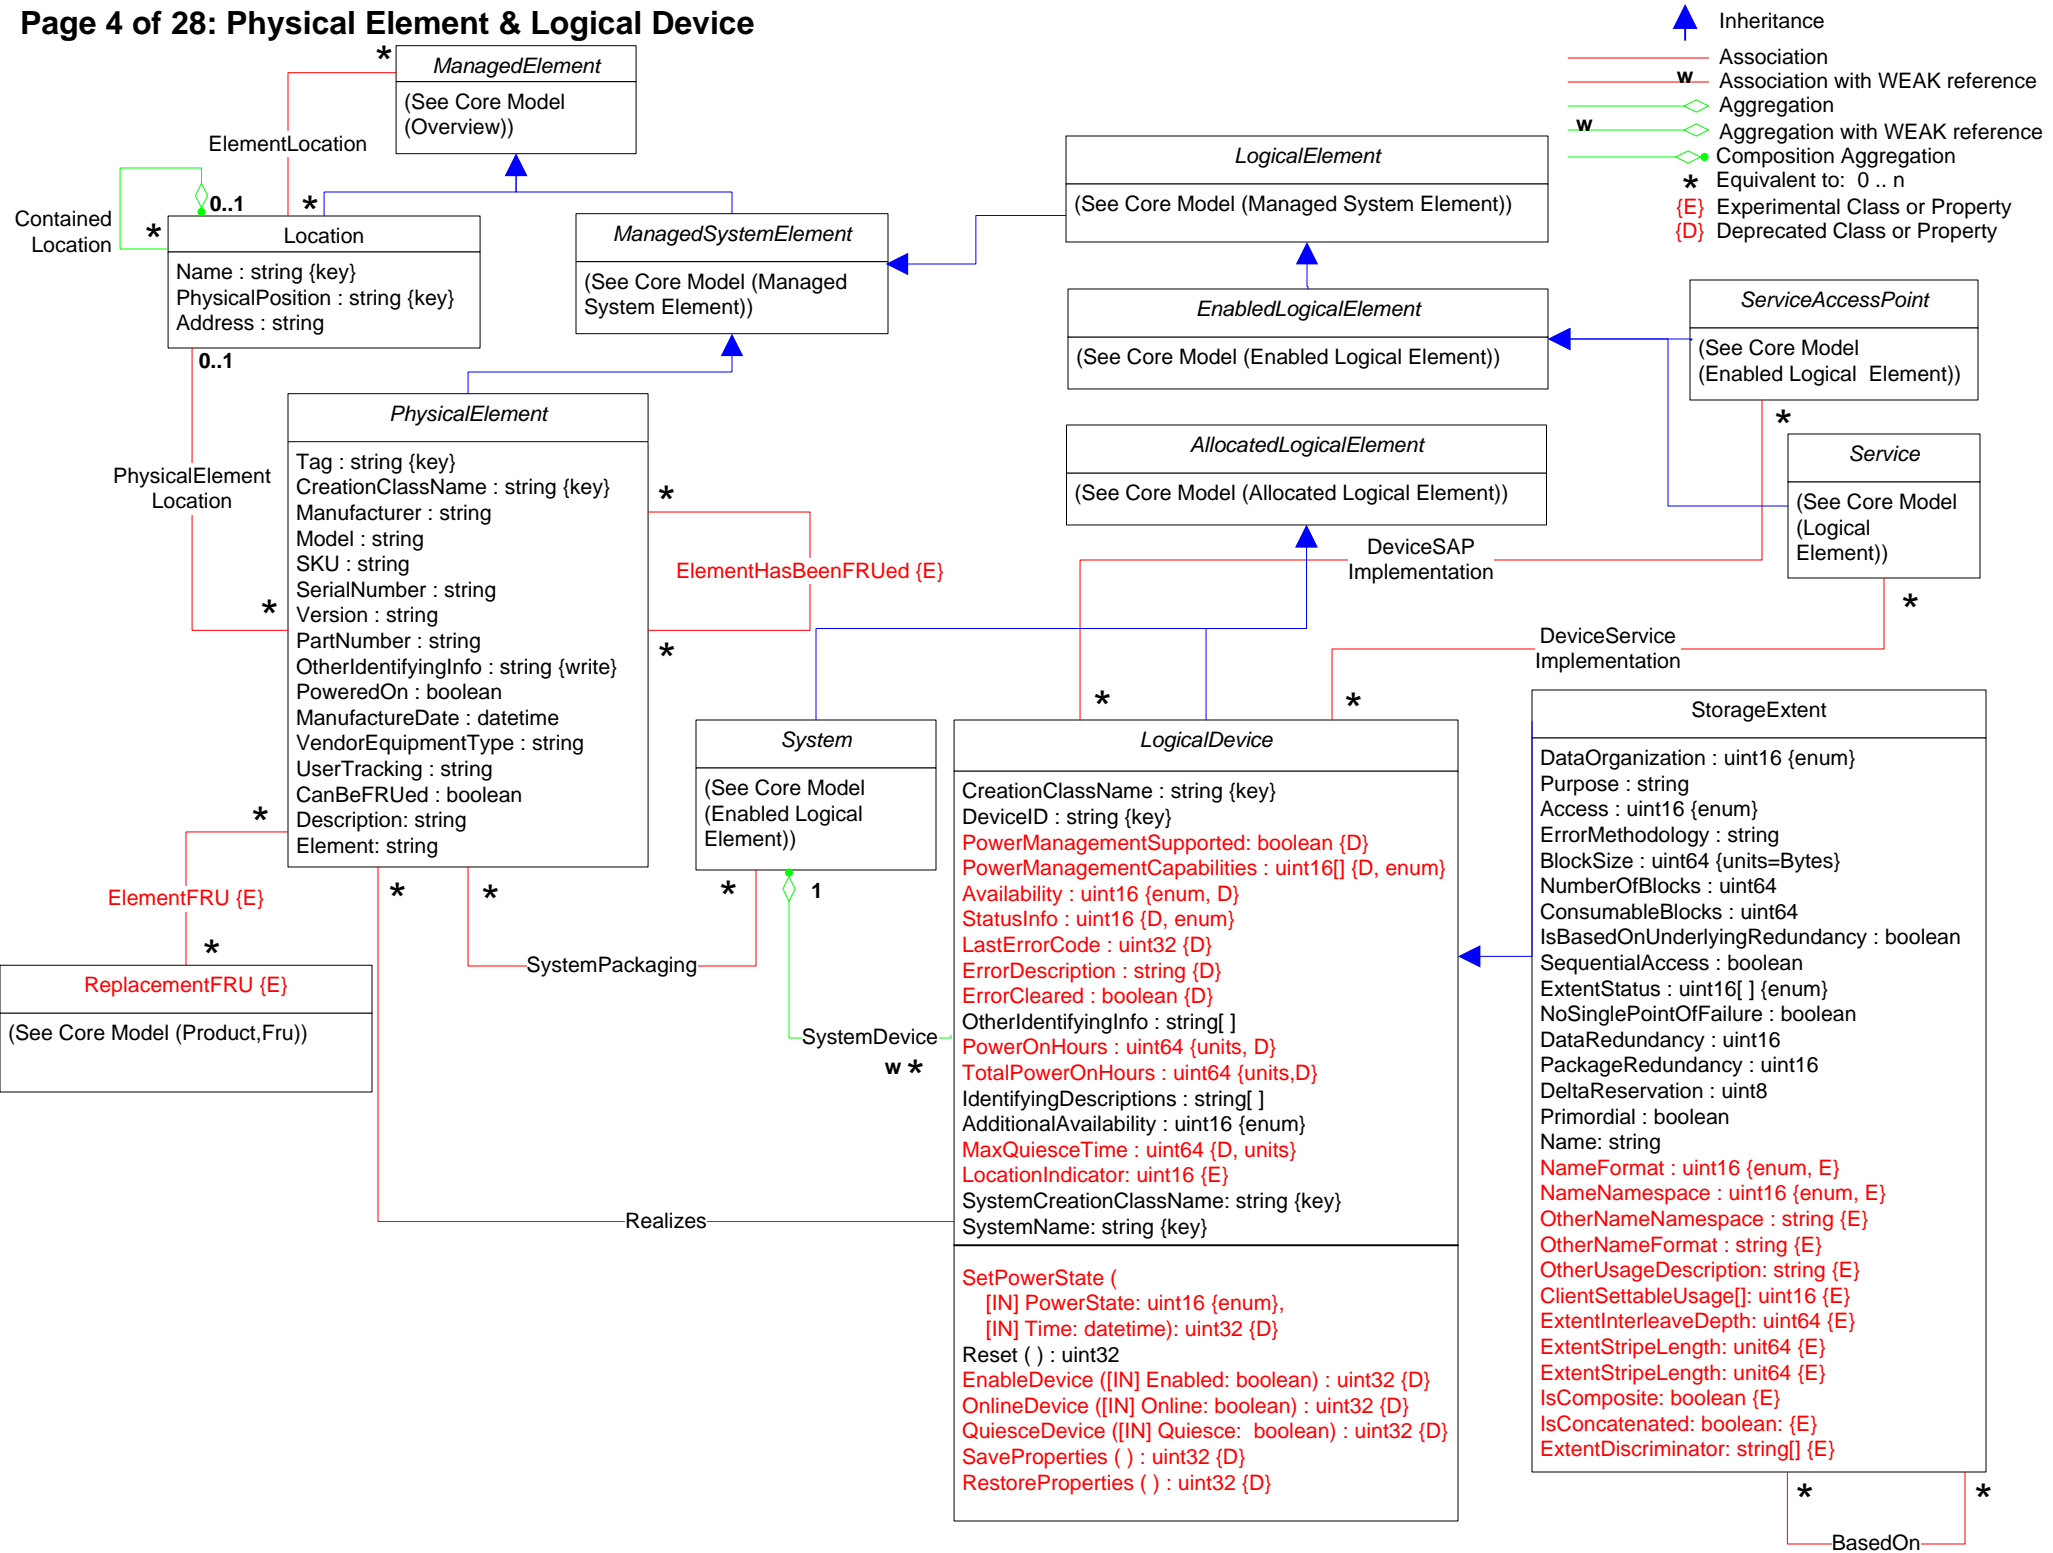 Page 4 of 28: Physical Element & Logical Device
Inheritance
Association
w
Association with WEAK reference
Aggregation
w
Aggregation with WEAK reference
Composition Aggregation
* Equivalent to: 0 .. n
{E} Experimental Class or Property
{D} Deprecated Class or Property
*
ManagedElement
(See Core Model
(Overview))
ElementLocation
Contained
Location
0..1
*
*
Location
Name : string {key}
PhysicalPosition : string {key}
Address : string
0..1
ManagedSystemElement
(See Core Model (Managed
System Element))
LogicalElement
(See Core Model (Managed System Element))
EnabledLogicalElement
(See Core Model (Enabled Logical Element))
ServiceAccessPoint
(See Core Model
(Enabled Logical  Element))
*
AllocatedLogicalElement
(See Core Model (Allocated Logical Element))
Service
(See Core Model
(Logical
Element))
*
PhysicalElement
Location
*
PhysicalElement
Tag : string {key}
CreationClassName : string {key}
Manufacturer : string
Model : string
SKU : string
SerialNumber : string
Version : string
PartNumber : string
OtherIdentifyingInfo : string {write}
PoweredOn : boolean
ManufactureDate : datetime
VendorEquipmentType : string
UserTracking : string
CanBeFRUed : boolean
Description: string
Element: string
*
ElementHasBeenFRUed {E}
*
DeviceSAP
Implementation
*
DeviceService
Implementation
*
*
ElementFRU {E}
*
ReplacementFRU {E}
(See Core Model (Product,Fru))
*
*
SystemPackaging
*
System
(See Core Model
(Enabled Logical
Element))
1
SystemDevice
w *
Realizes
LogicalDevice
CreationClassName : string {key}
DeviceID : string {key}
PowerManagementSupported: boolean {D}
PowerManagementCapabilities : uint16[] {D, enum}
Availability : uint16 {enum, D}
StatusInfo : uint16 {D, enum}
LastErrorCode : uint32 {D}
ErrorDescription : string {D}
ErrorCleared : boolean {D}
OtherIdentifyingInfo : string[ ]
PowerOnHours : uint64 {units, D}
TotalPowerOnHours : uint64 {units,D}
IdentifyingDescriptions : string[ ]
AdditionalAvailability : uint16 {enum}
MaxQuiesceTime : uint64 {D, units}
LocationIndicator: uint16 {E}
SystemCreationClassName: string {key}
SystemName: string {key}
SetPowerState (
[IN] PowerState: uint16 {enum},
[IN] Time: datetime): uint32 {D}
Reset ( ) : uint32
EnableDevice ([IN] Enabled: boolean) : uint32 {D}
OnlineDevice ([IN] Online: boolean) : uint32 {D}
QuiesceDevice ([IN] Quiesce:  boolean) : uint32 {D}
SaveProperties ( ) : uint32 {D}
RestoreProperties ( ) : uint32 {D}
StorageExtent
DataOrganization : uint16 {enum}
Purpose : string
Access : uint16 {enum}
ErrorMethodology : string
BlockSize : uint64 {units=Bytes}
NumberOfBlocks : uint64
ConsumableBlocks : uint64
IsBasedOnUnderlyingRedundancy : boolean
SequentialAccess : boolean
ExtentStatus : uint16[ ] {enum}
NoSinglePointOfFailure : boolean
DataRedundancy : uint16
PackageRedundancy : uint16
DeltaReservation : uint8
Primordial : boolean
Name: string
NameFormat : uint16 {enum, E}
NameNamespace : uint16 {enum, E}
OtherNameNamespace : string {E}
OtherNameFormat : string {E}
OtherUsageDescription: string {E}
ClientSettableUsage[]: uint16 {E}
ExtentInterleaveDepth: uint64 {E}
ExtentStripeLength: unit64 {E}
ExtentStripeLength: unit64 {E}
IsComposite: boolean {E}
IsConcatenated: boolean: {E}
ExtentDiscriminator: string[] {E}
*
*
BasedOn